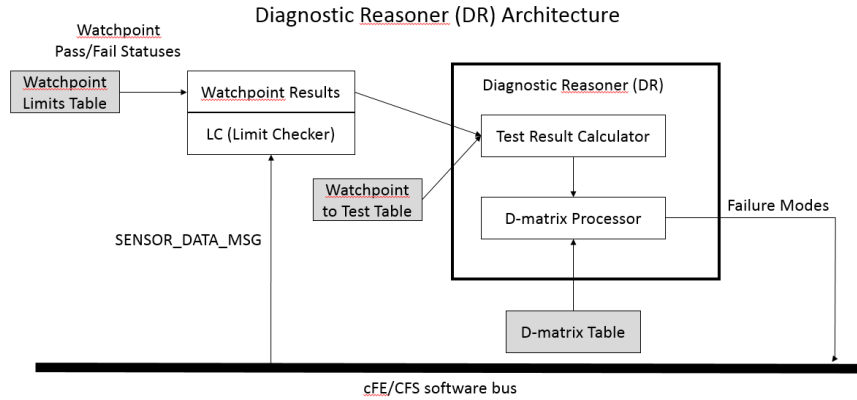 Diagnostic Reasoner (DR) Architecture
Watchpoint
Pass/Fail Statuses
Watchpoint
Limits Table
Watchpoint Results
LC (Limit Checker)
Diagnostic Reasoner (DR)
Test Result Calculator
Watchpoint
to Test Table
D-matrix Processor
Failure Modes
SENSOR_DATA_MSG
D-matrix Table
cFE/CFS software bus